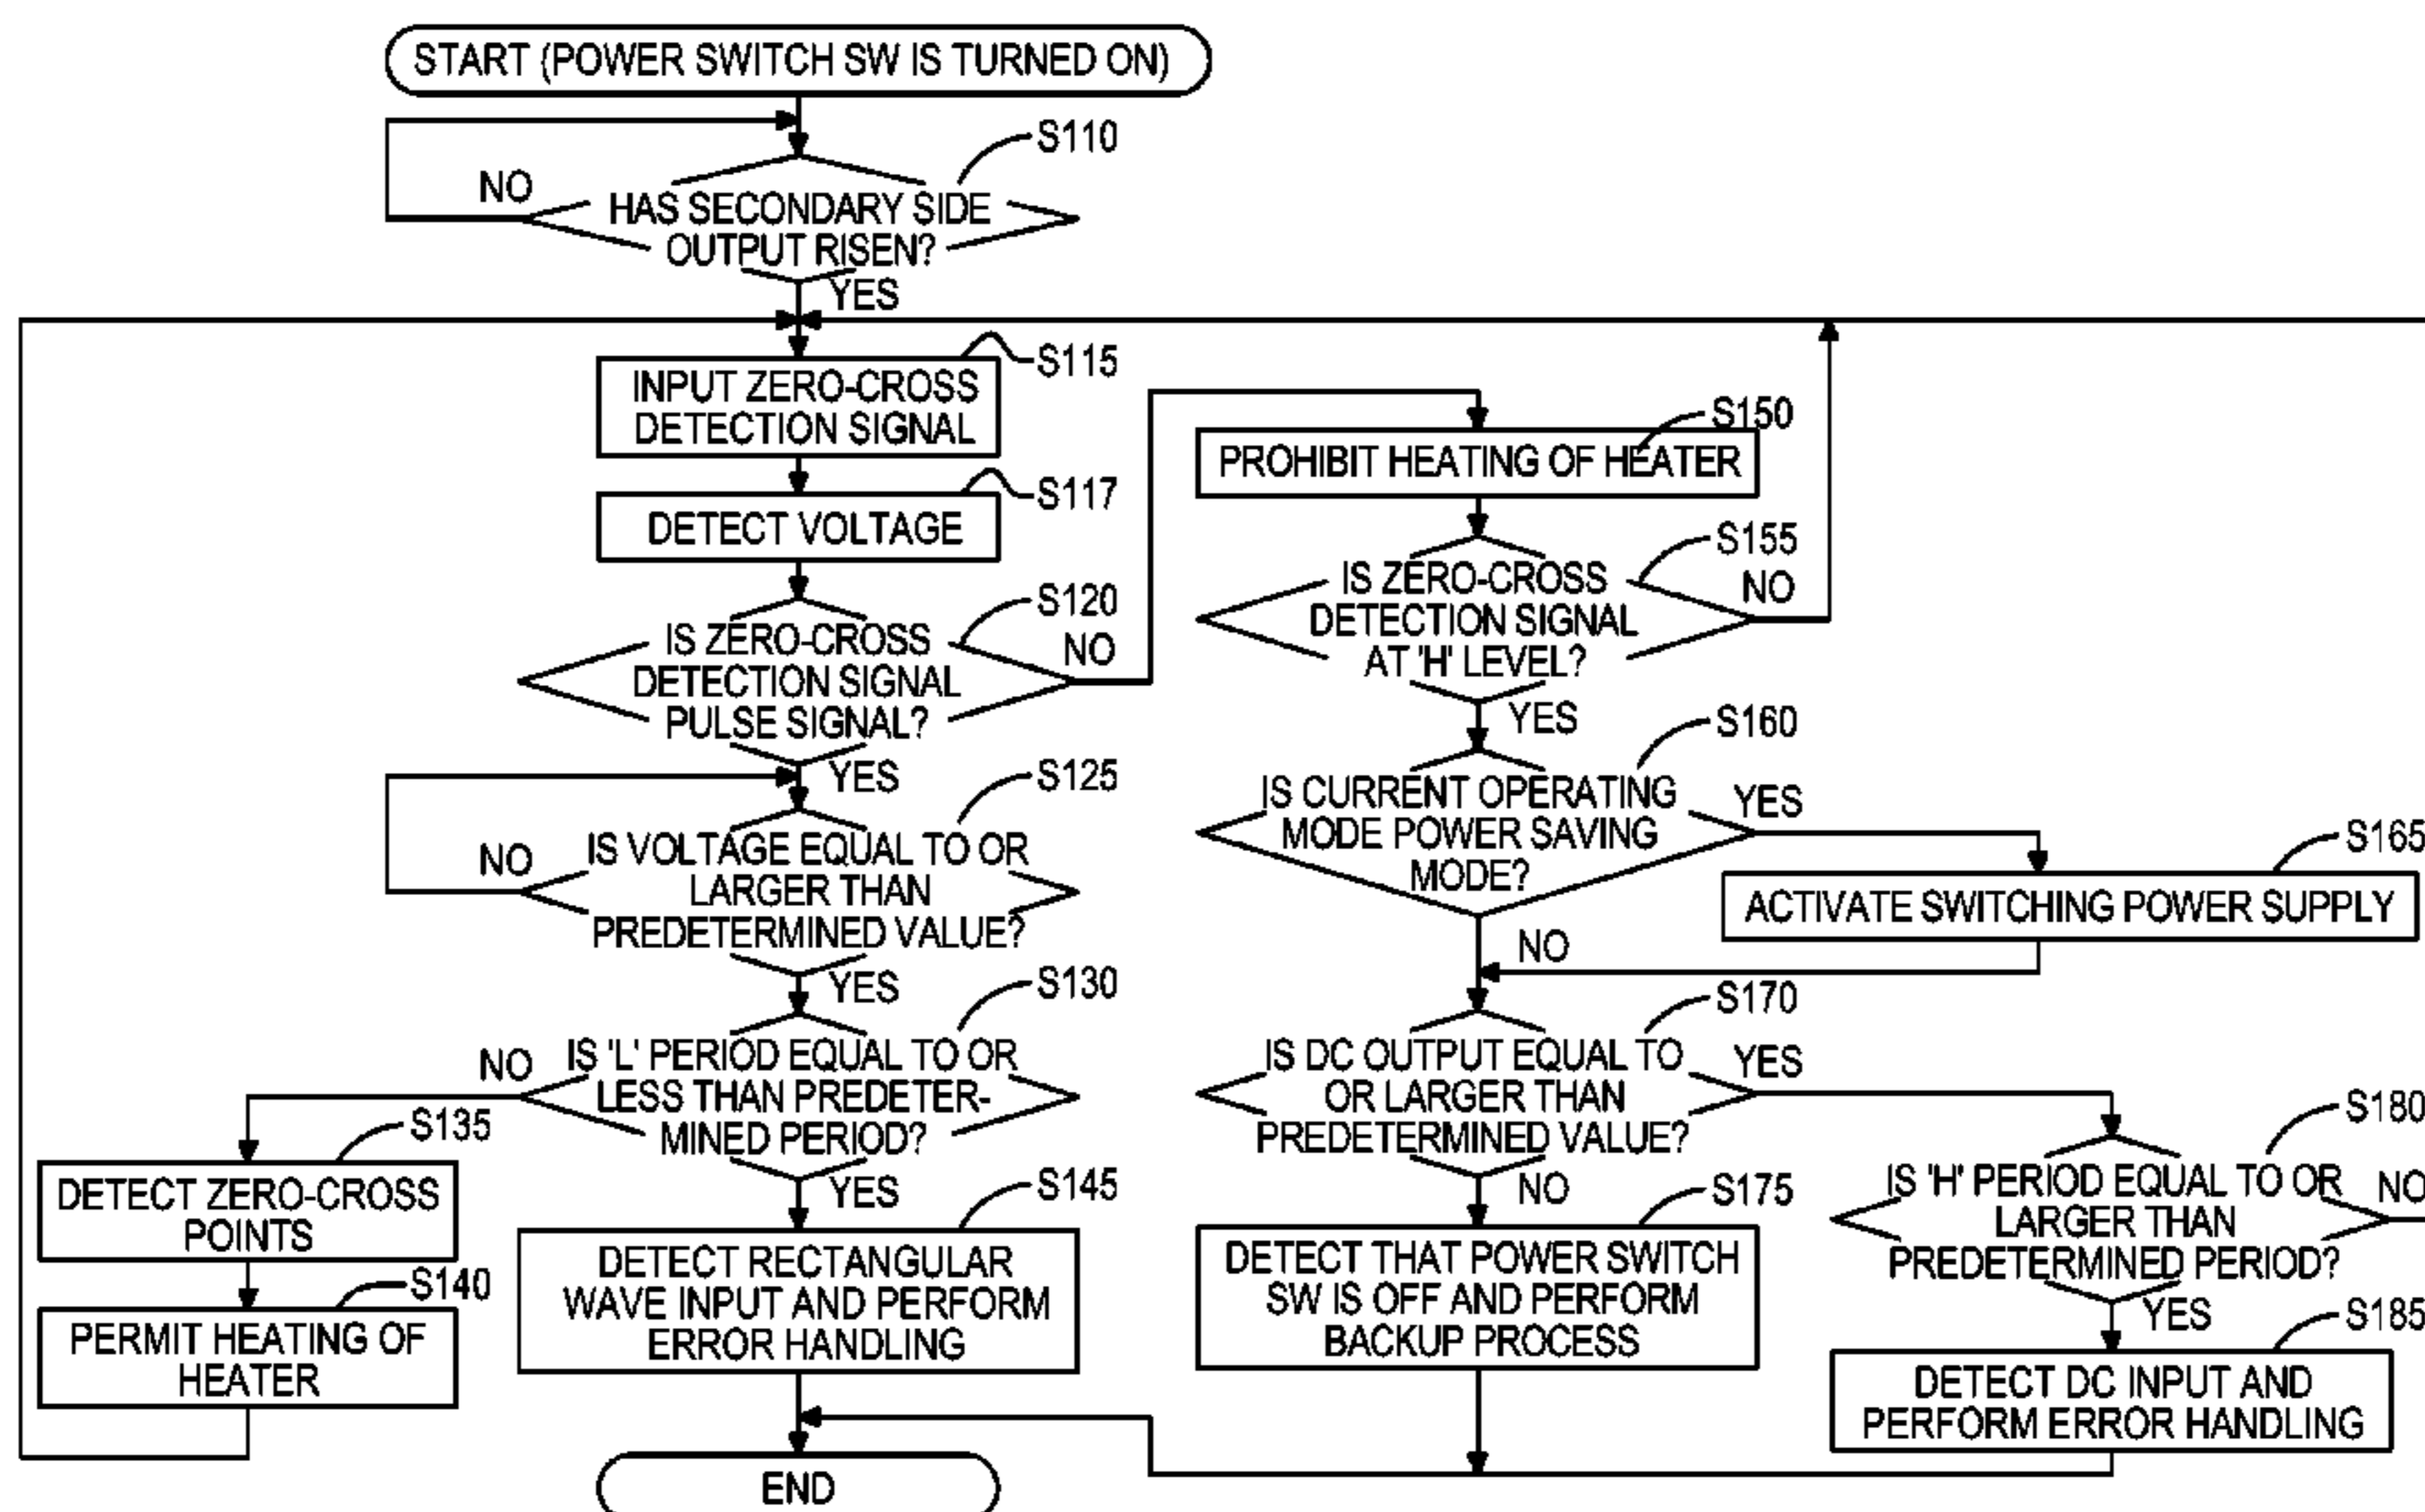 START (POWER SWITCH SW IS TURNED ON)
S110
NO
HAS SECONDARY SIDE
OUTPUT RISEN?
YES
S115
INPUT ZERO-CROSS
DETECTION SIGNAL
S117
DETECT VOLTAGE
S120
IS ZERO-CROSS
DETECTION SIGNAL
PULSE SIGNAL?
NO
YES
S125
NO
IS VOLTAGE EQUAL TO OR
LARGER THAN
PREDETERMINED VALUE?
YES
S130
NO
IS 'L' PERIOD EQUAL TO OR
LESS THAN PREDETER-
MINED PERIOD?
YES
S135
DETECT ZERO-CROSS
POINTS
S140
PERMIT HEATING OF
HEATER
S145
DETECT RECTANGULAR
WAVE INPUT AND PERFORM
ERROR HANDLING
S150
PROHIBIT HEATING OF HEATER
S155
IS ZERO-CROSS
DETECTION SIGNAL
AT 'H' LEVEL?
NO
YES
S160
IS CURRENT OPERATING
MODE POWER SAVING
MODE?
YES
S165
ACTIVATE SWITCHING POWER SUPPLY
NO
S170
IS DC OUTPUT EQUAL TO
OR LARGER THAN
PREDETERMINED VALUE?
YES
NO
S175
DETECT THAT POWER SWITCH
SW IS OFF AND PERFORM
BACKUP PROCESS
S180
IS 'H' PERIOD EQUAL TO OR
LARGER THAN
PREDETERMINED PERIOD?
NO
YES
S185
DETECT DC INPUT AND
PERFORM ERROR HANDLING
END